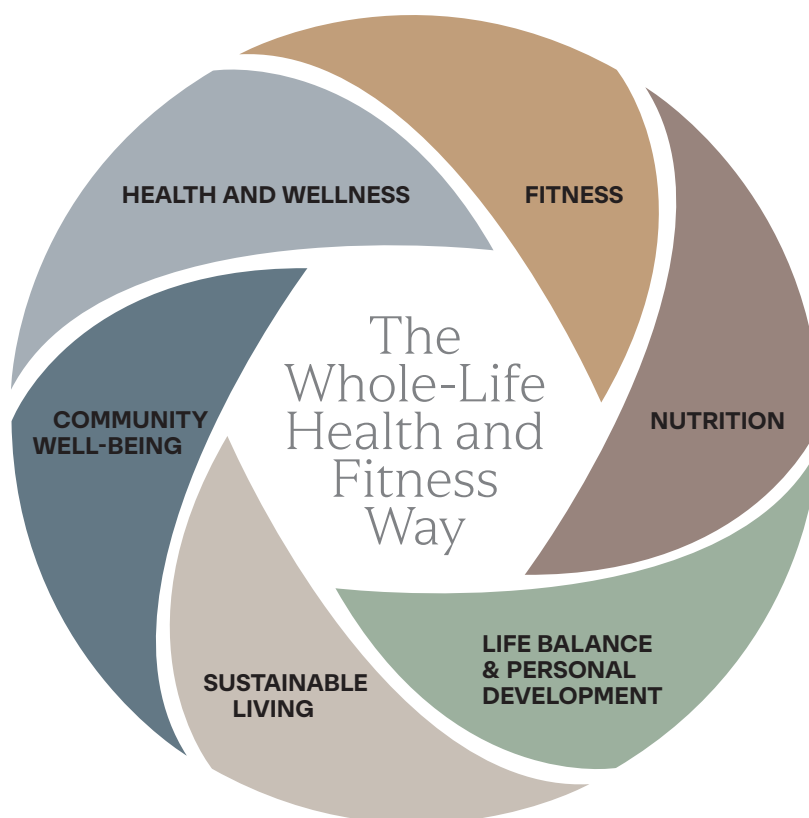 HEALTH AND WELLNESS
FITNESS
The
Whole-Life
Health and
Fitness
Way
COMMUNITY
WELL-BEING
NUTRITION
LIFE BALANCE
& PERSONAL
DEVELOPMENT
SUSTAINABLE
LIVING